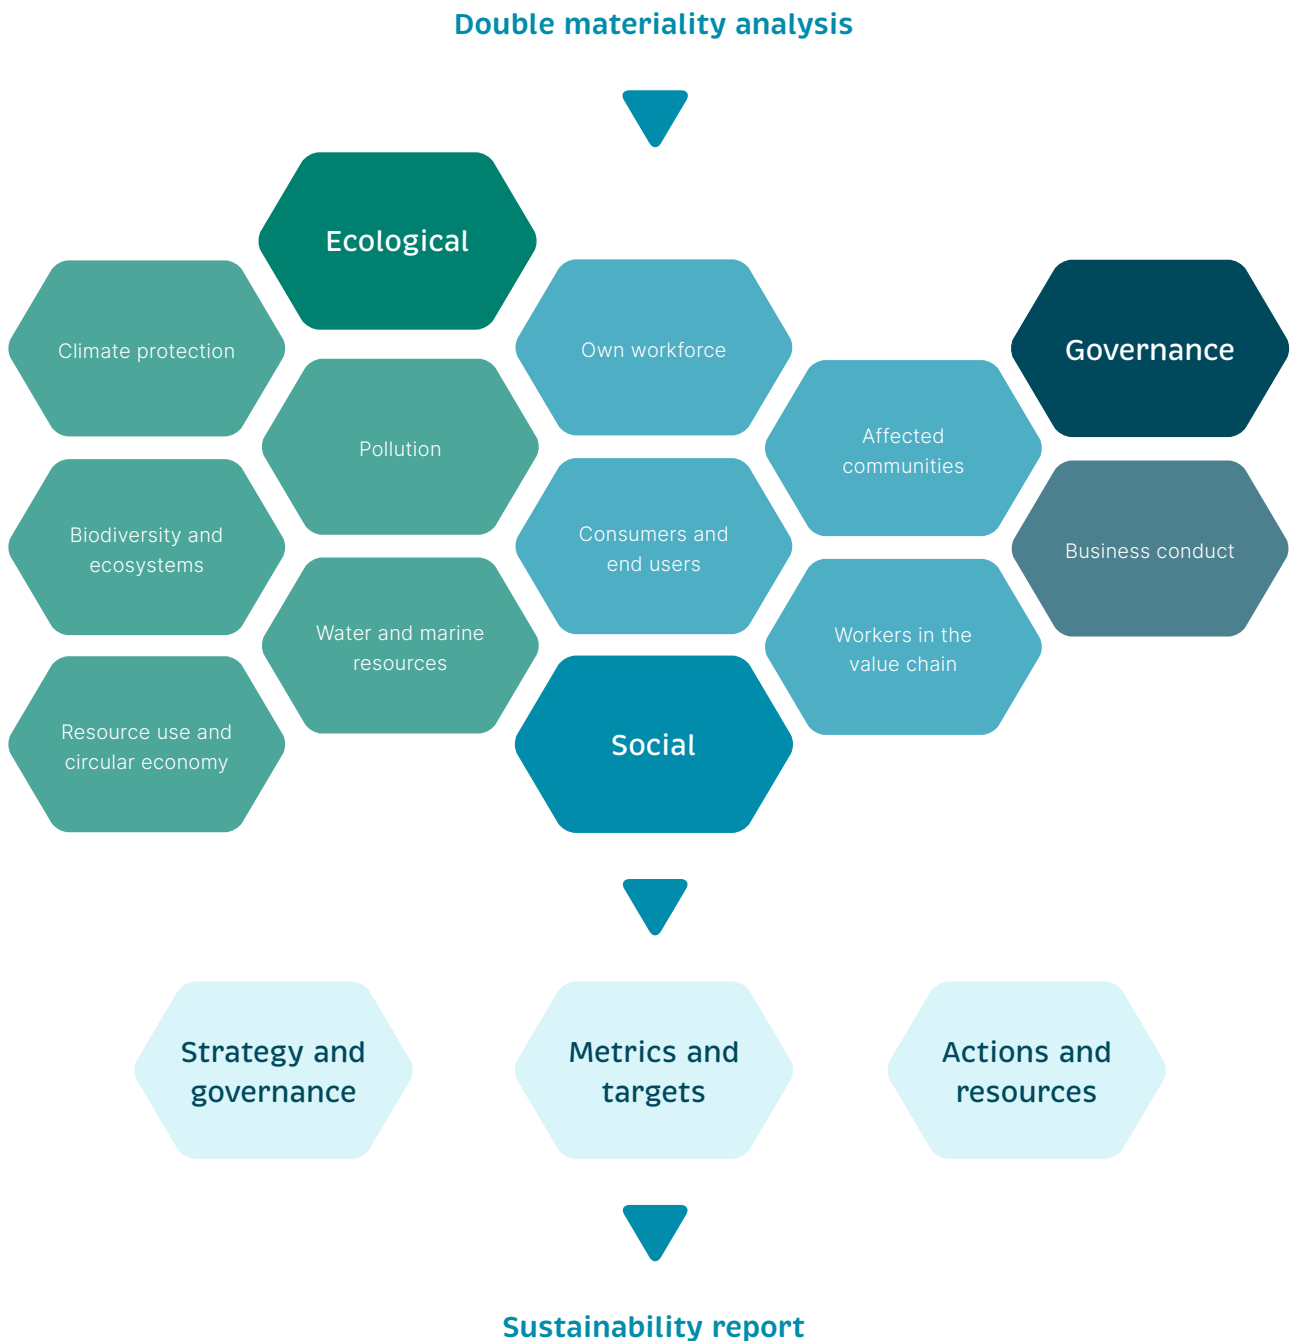 Double materiality analysis
Ecological
Climate protection
Pollution
Biodiversity and
ecosystems
Water and marine
resources
Resource use and
circular economy
Own workforce
Consumers and
end users
Social
Affected
communities
Workers in the
value chain
Governance
Business conduct
Strategy and
governance
Metrics and
targets
Actions and
resources
Sustainability report